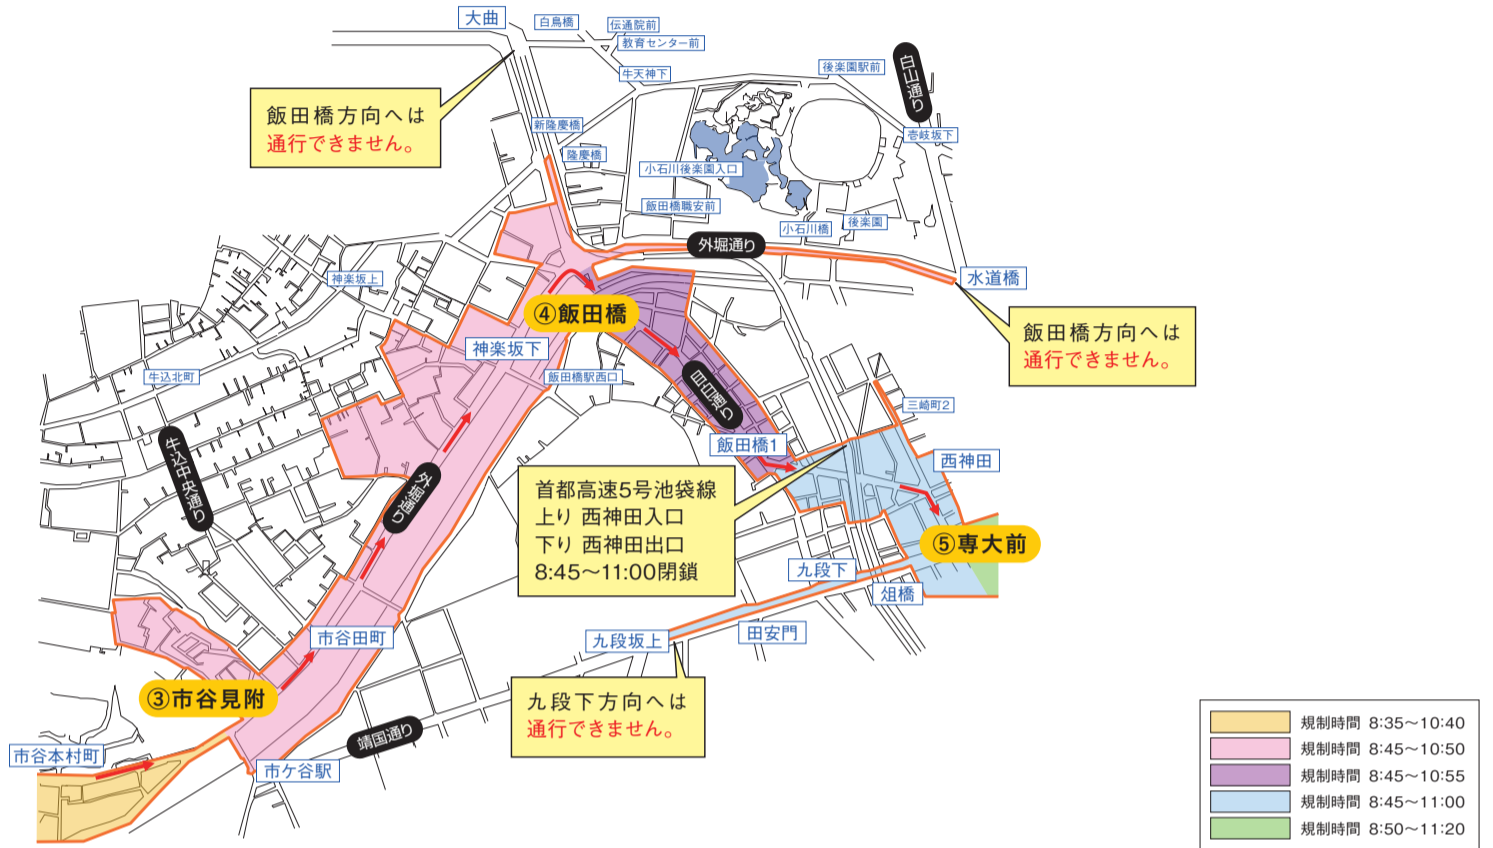 大曲
白鳥橋
伝通院前
教育センター前
牛天神下
後楽園駅前
白山通り
飯田橋方向へは
通行できません。
新隆慶橋
隆慶橋
壱岐坂下
小石川後楽園入口
飯田橋職安前
小石川橋
後楽園
外堀通り
水道橋
神楽坂上
④飯田橋
飯田橋方向へは
通行できません。
神楽坂下
牛込北町
飯田橋駅西口
目白通り
三崎町2
飯田橋1
西神田
牛込中央通り
外堀通り
首都高速5号池袋線
上り 西神田入口
下り 西神田出口
8:45〜11:00閉鎖
⑤専大前
九段下
俎橋
市谷田町
九段坂上
田安門
③市谷見附
九段下方向へは
通行できません。
靖国通り
市谷本村町
市ケ谷駅
規制時間 8:35〜10:40
規制時間 8:45〜10:50
規制時間 8:45〜10:55
規制時間 8:45〜11:00
規制時間 8:50〜11:20